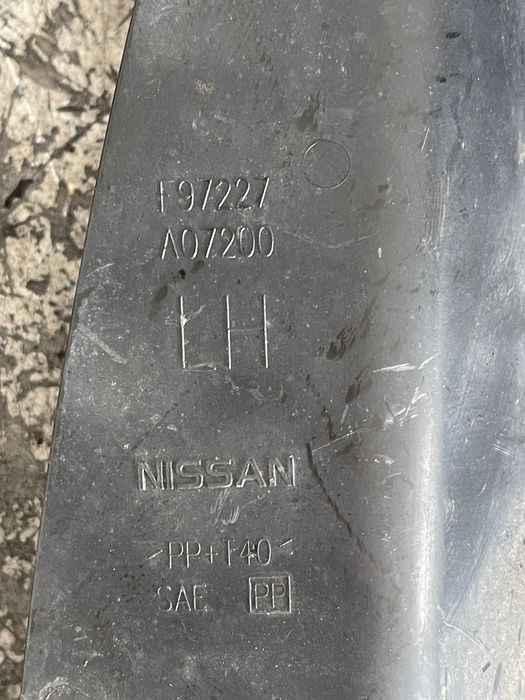 F97227
A07200
LH
NISSAN
>PP+T40<
SAE PP